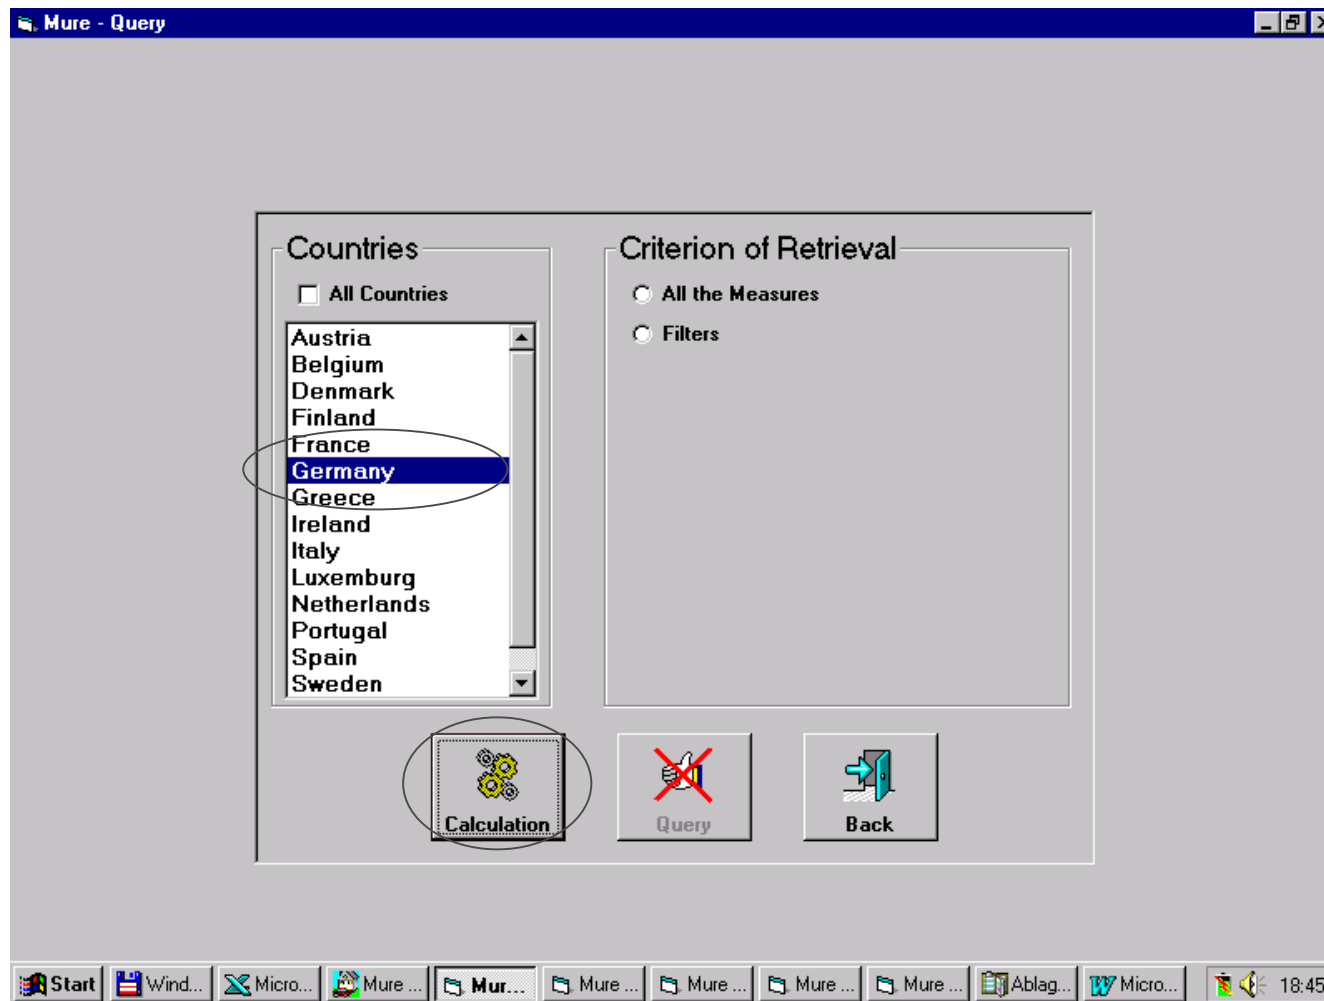 Mure - Query
Countries
All Countries
Austria
Belgium
Denmark
Finland
France
Germany
Greece
Ireland
Italy
Luxemburg
Netherlands
Portugal
Spain
Sweden
Criterion of Retrieval
All the Measures
Filters
Calculation
Query
Back
Start Wind... Micro... Mure ... Mur... Mure ... Mure ... Mure ... Mure ... Ablag... Micro... 18:45